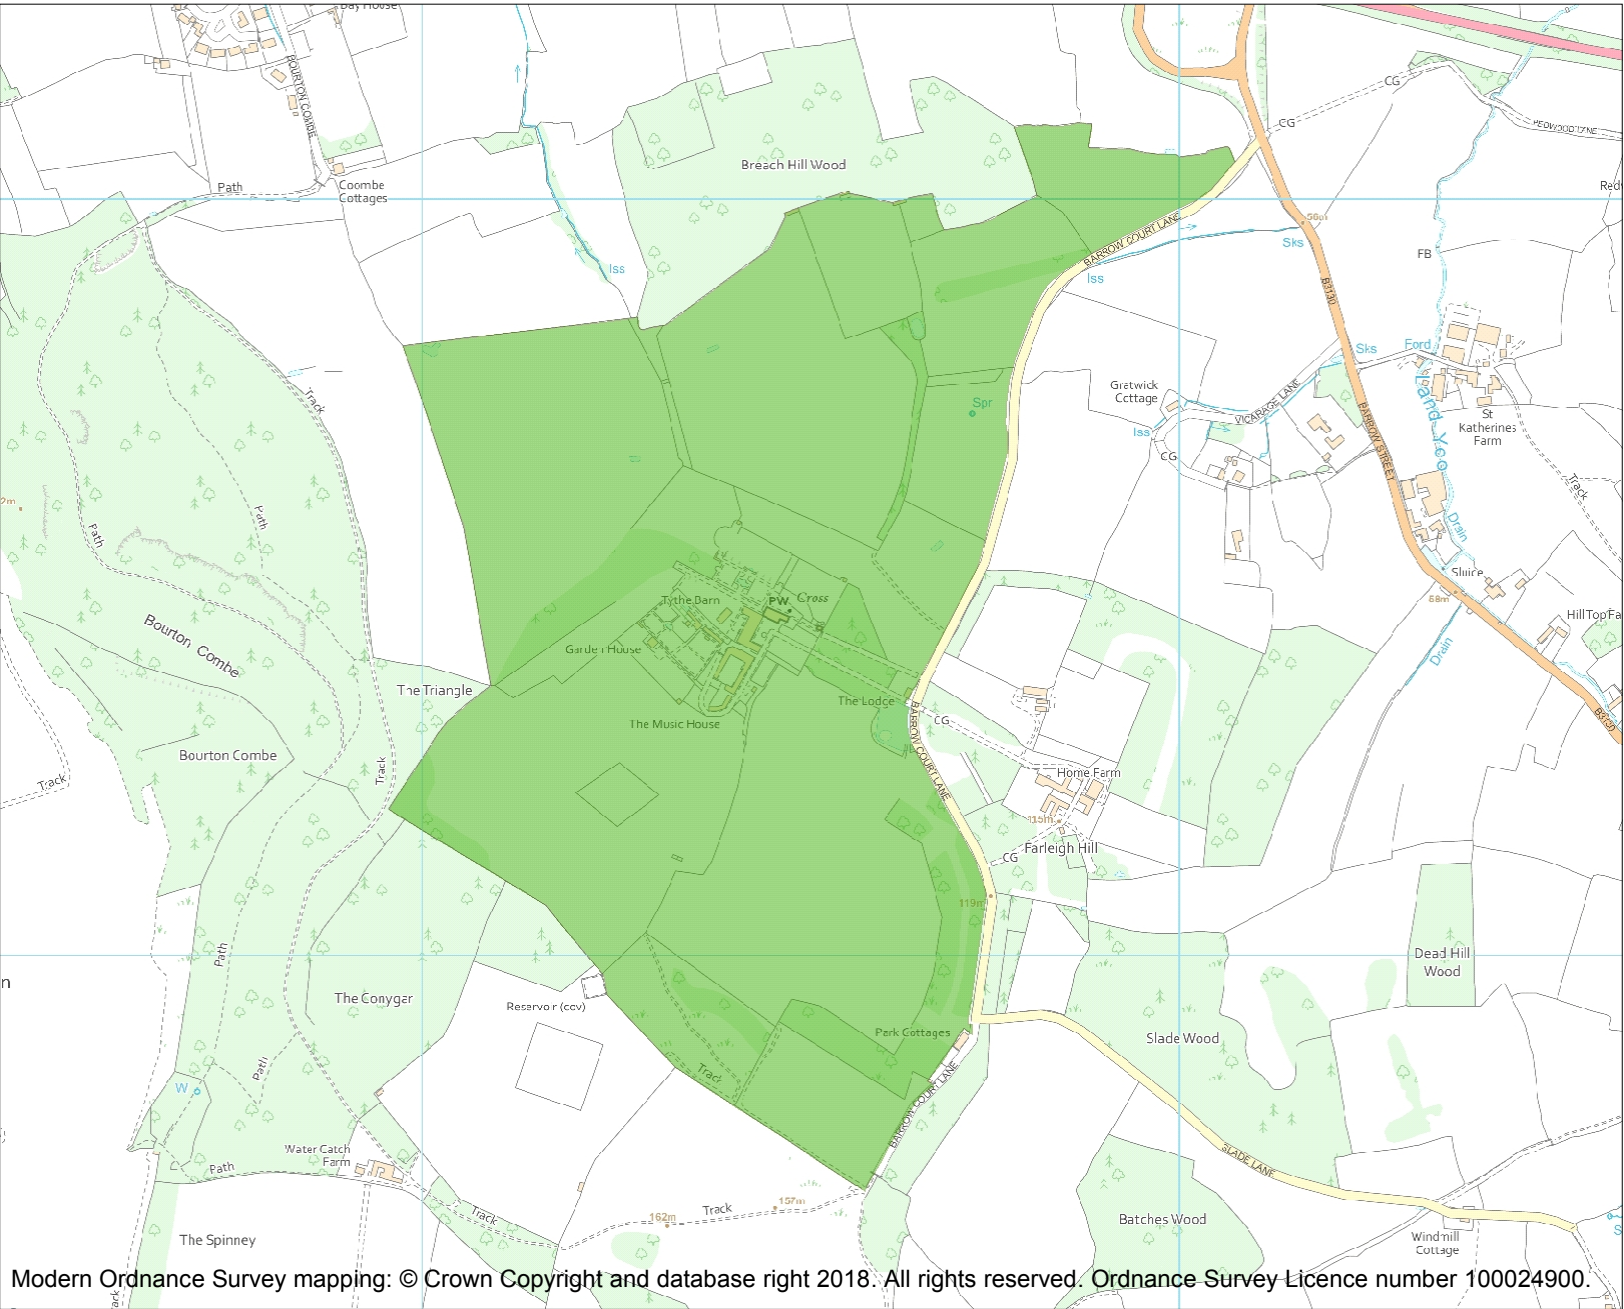 Bay House
BOURTON COMBE
CG
CG
REDWOOD LANE
Breach Hill Wood
Path
Coombe
Cottages
56m
Sks
BARROW COURT LANE
FB
Iss
Iss
B3130
Sks
Ford
Land Yeo
Track
Gratwick
Cottage
VICARAGE LANE
Spr
Iss
CG
BARROW STREET
St
Katherines
Farm
Track
Path
Path
Drain
Sluice
58m
Hill Top Fa
Drain
B3130
Tythe Barn
PW
Cross
Garden House
Bourton Combe
The Triangle
The Lodge
The Music House
CG
BARROW COURT LANE
Bourton Combe
Track
Track
Home Farm
115m
Farleigh Hill
CG
119m
Path
The Conygar
Reservoir (cov)
Dead Hill
Wood
Park Cottages
Slade Wood
Track
Path
W
BARROW COURT LANE
Water Catch
Farm
Path
SLADE LANE
Track
162m
Track
157m
Batches Wood
Windmill
Cottage
The Spinney
Modern Ordnance Survey mapping: © Crown Copyright and database right 2018. All rights reserved. Ordnance Survey Licence number 100024900.